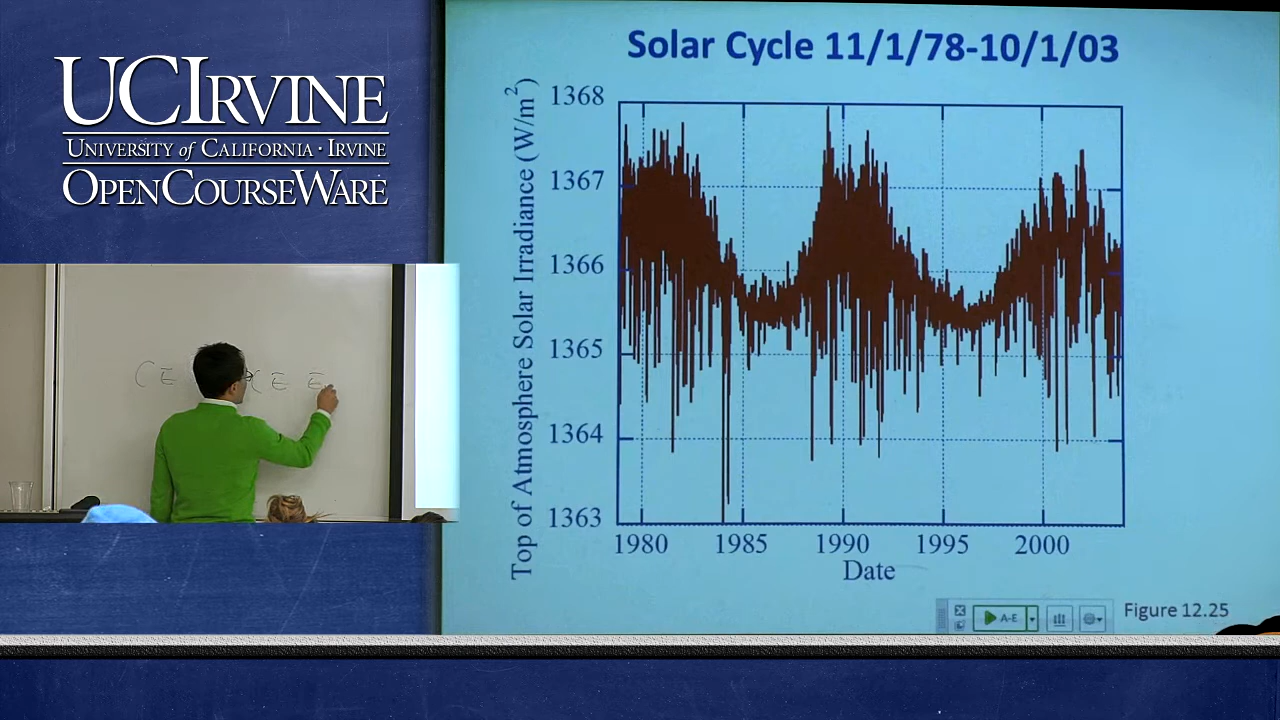 UCIRVINE
UNIVERSITY of CALIFORNIA · IRVINE
OPENCOURSEWARE
Solar Cycle 11/1/78-10/1/03
Top of Atmosphere Solar Irradiance (W/m²)
1368
1367
1366
1365
1364
1363
1980 1985 1990 1995 2000
Date
A-E
Figure 12.25